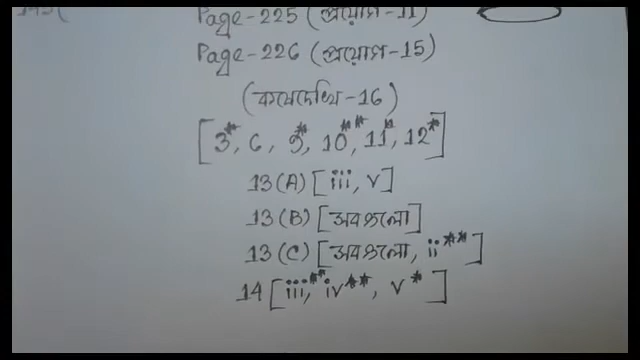 Page-225 (প্রয়োগ-11)
Page-226 (প্রয়োগ-15)
(কষেদেখি-16)
[3*, 6, 9*, 10**, 11*, 12*]
13(A) [iii, v]
13(B) [সবগুলো]
13(C) [সবগুলো, ii**]
14 [iii**, iv**, v*]